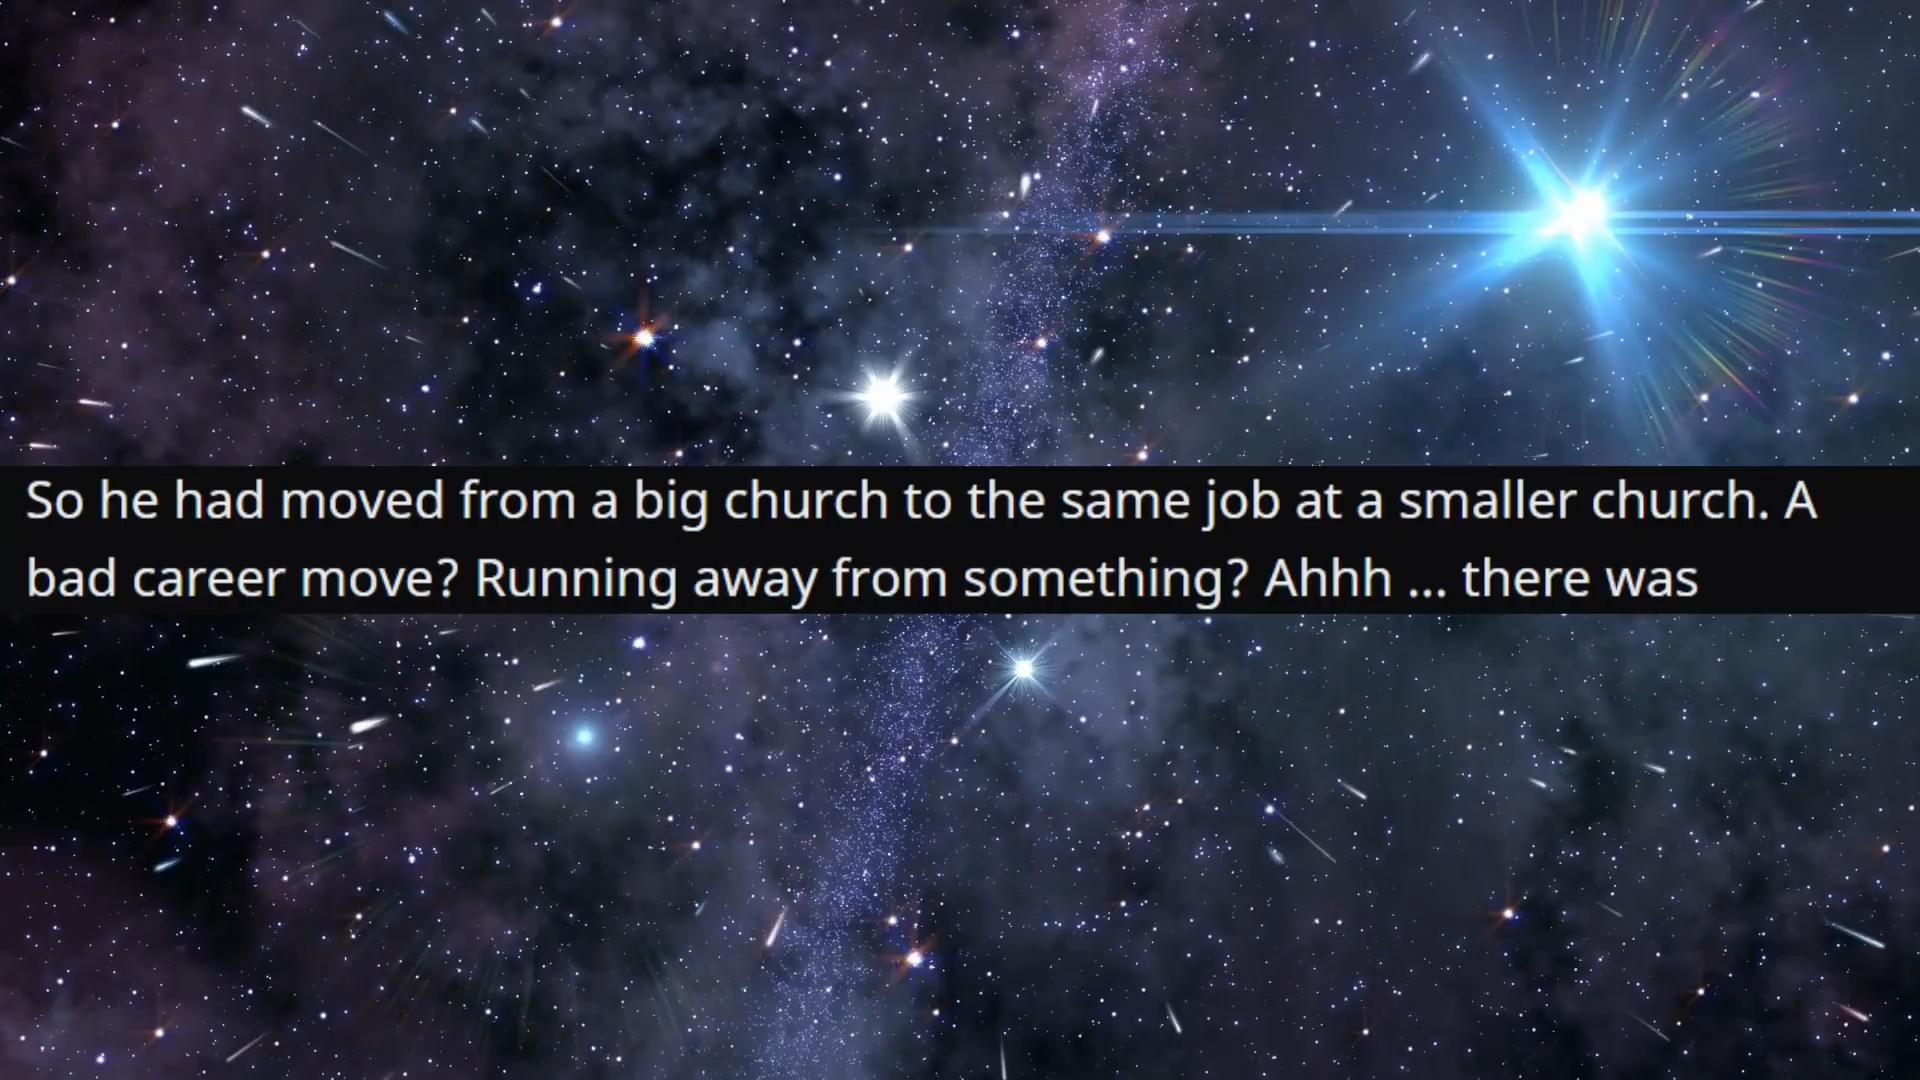 So he had moved from a big church to the same job at a smaller church. A
bad career move? Running away from something? Ahhh ... there was